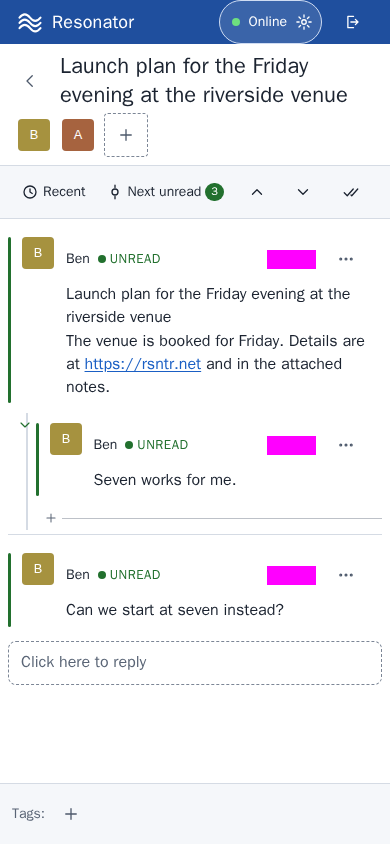 Resonator
Online
Launch plan for the Friday
evening at the riverside venue
B
A
Recent
Next unread 3
B
Ben
UNREAD
Launch plan for the Friday evening at the
riverside venue
The venue is booked for Friday. Details are
at https://rsntr.net and in the attached
notes.
B
Ben
UNREAD
Seven works for me.
B
Ben
UNREAD
Can we start at seven instead?
Click here to reply
Tags: